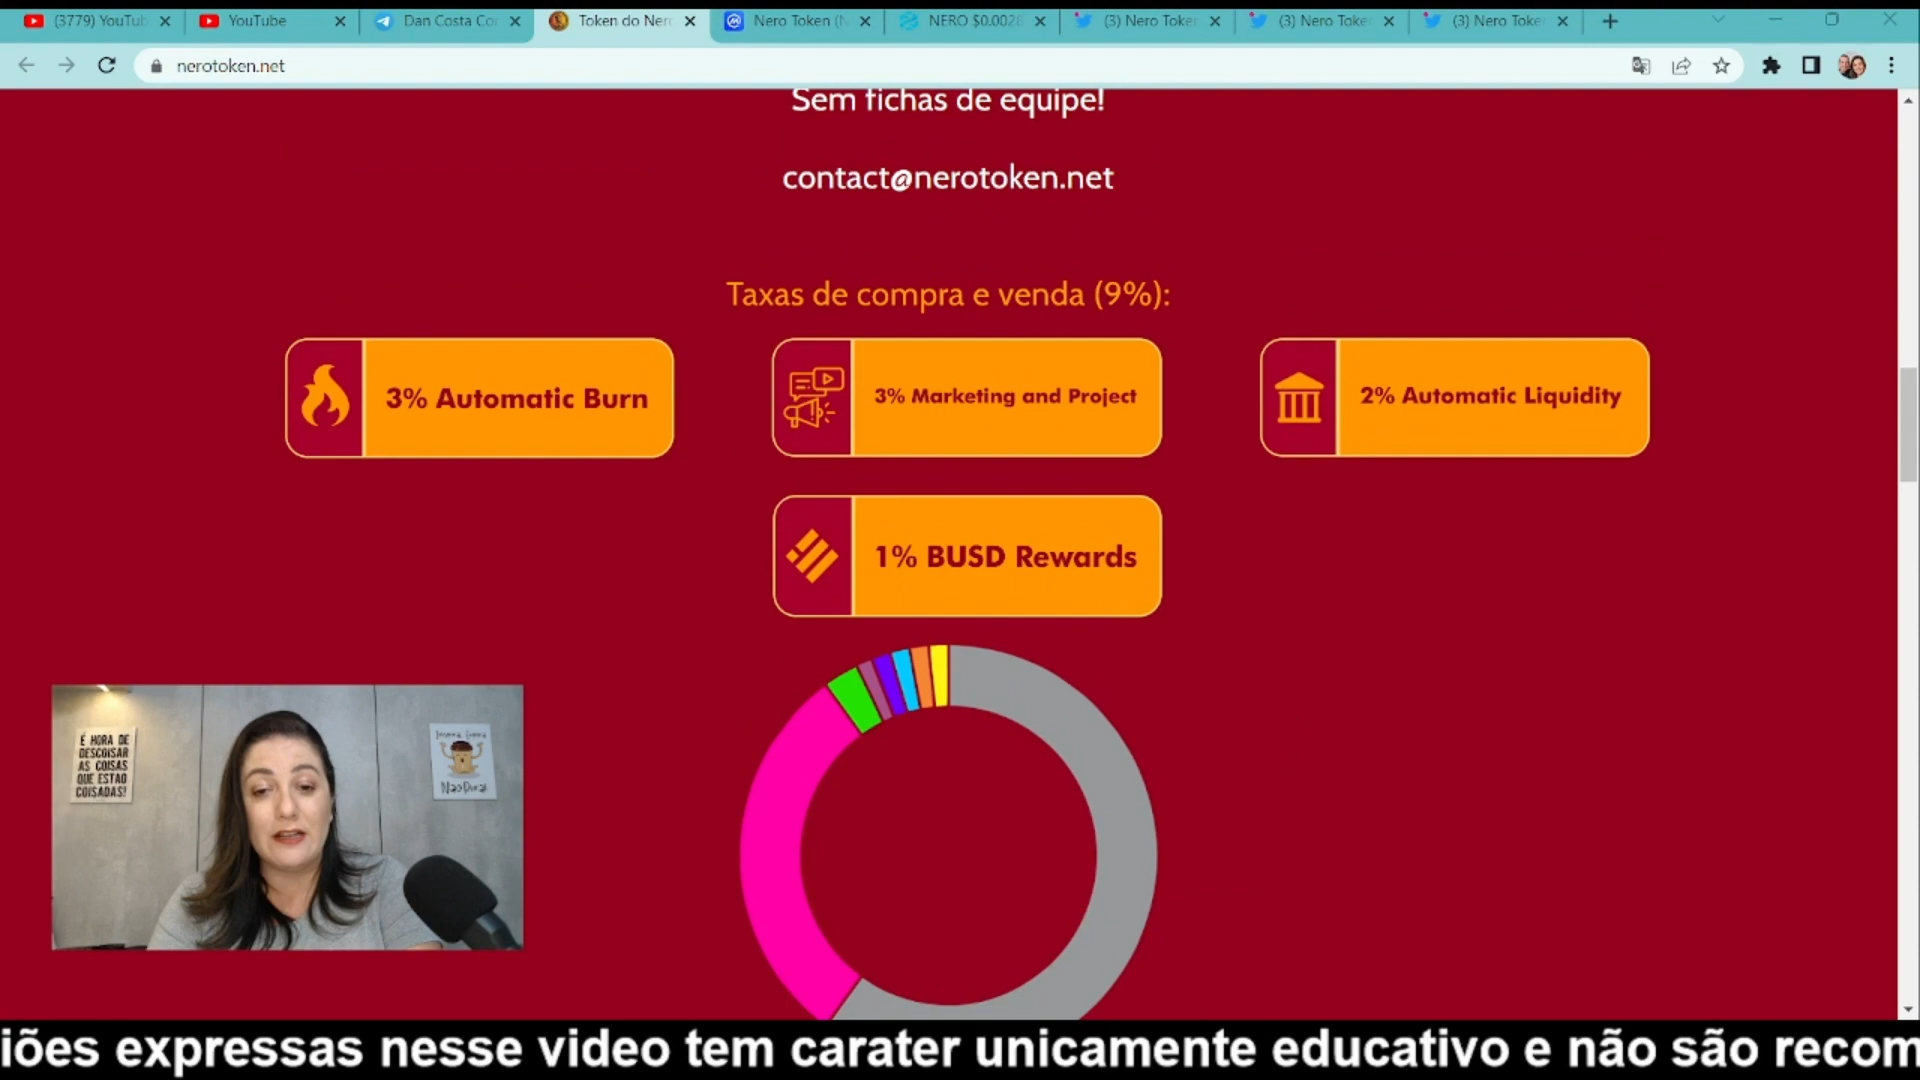 (3779) YouTub
YouTube
Dan Costa Cor
Token do Nero
Nero Token (N
NERO $0.0028
(3) Nero Token
(3) Nero Toke
(3) Nero Toke
nerotoken.net
Sem fichas de equipe!
contact@nerotoken.net
Taxas de compra e venda (9%):
3% Automatic Burn
3% Marketing and Project
2% Automatic Liquidity
1% BUSD Rewards
É HORA DE
DESCOISAR
AS COISAS
QUE ESTÃO
COISADAS!
iões expressas nesse video tem carater unicamente educativo e não são recom